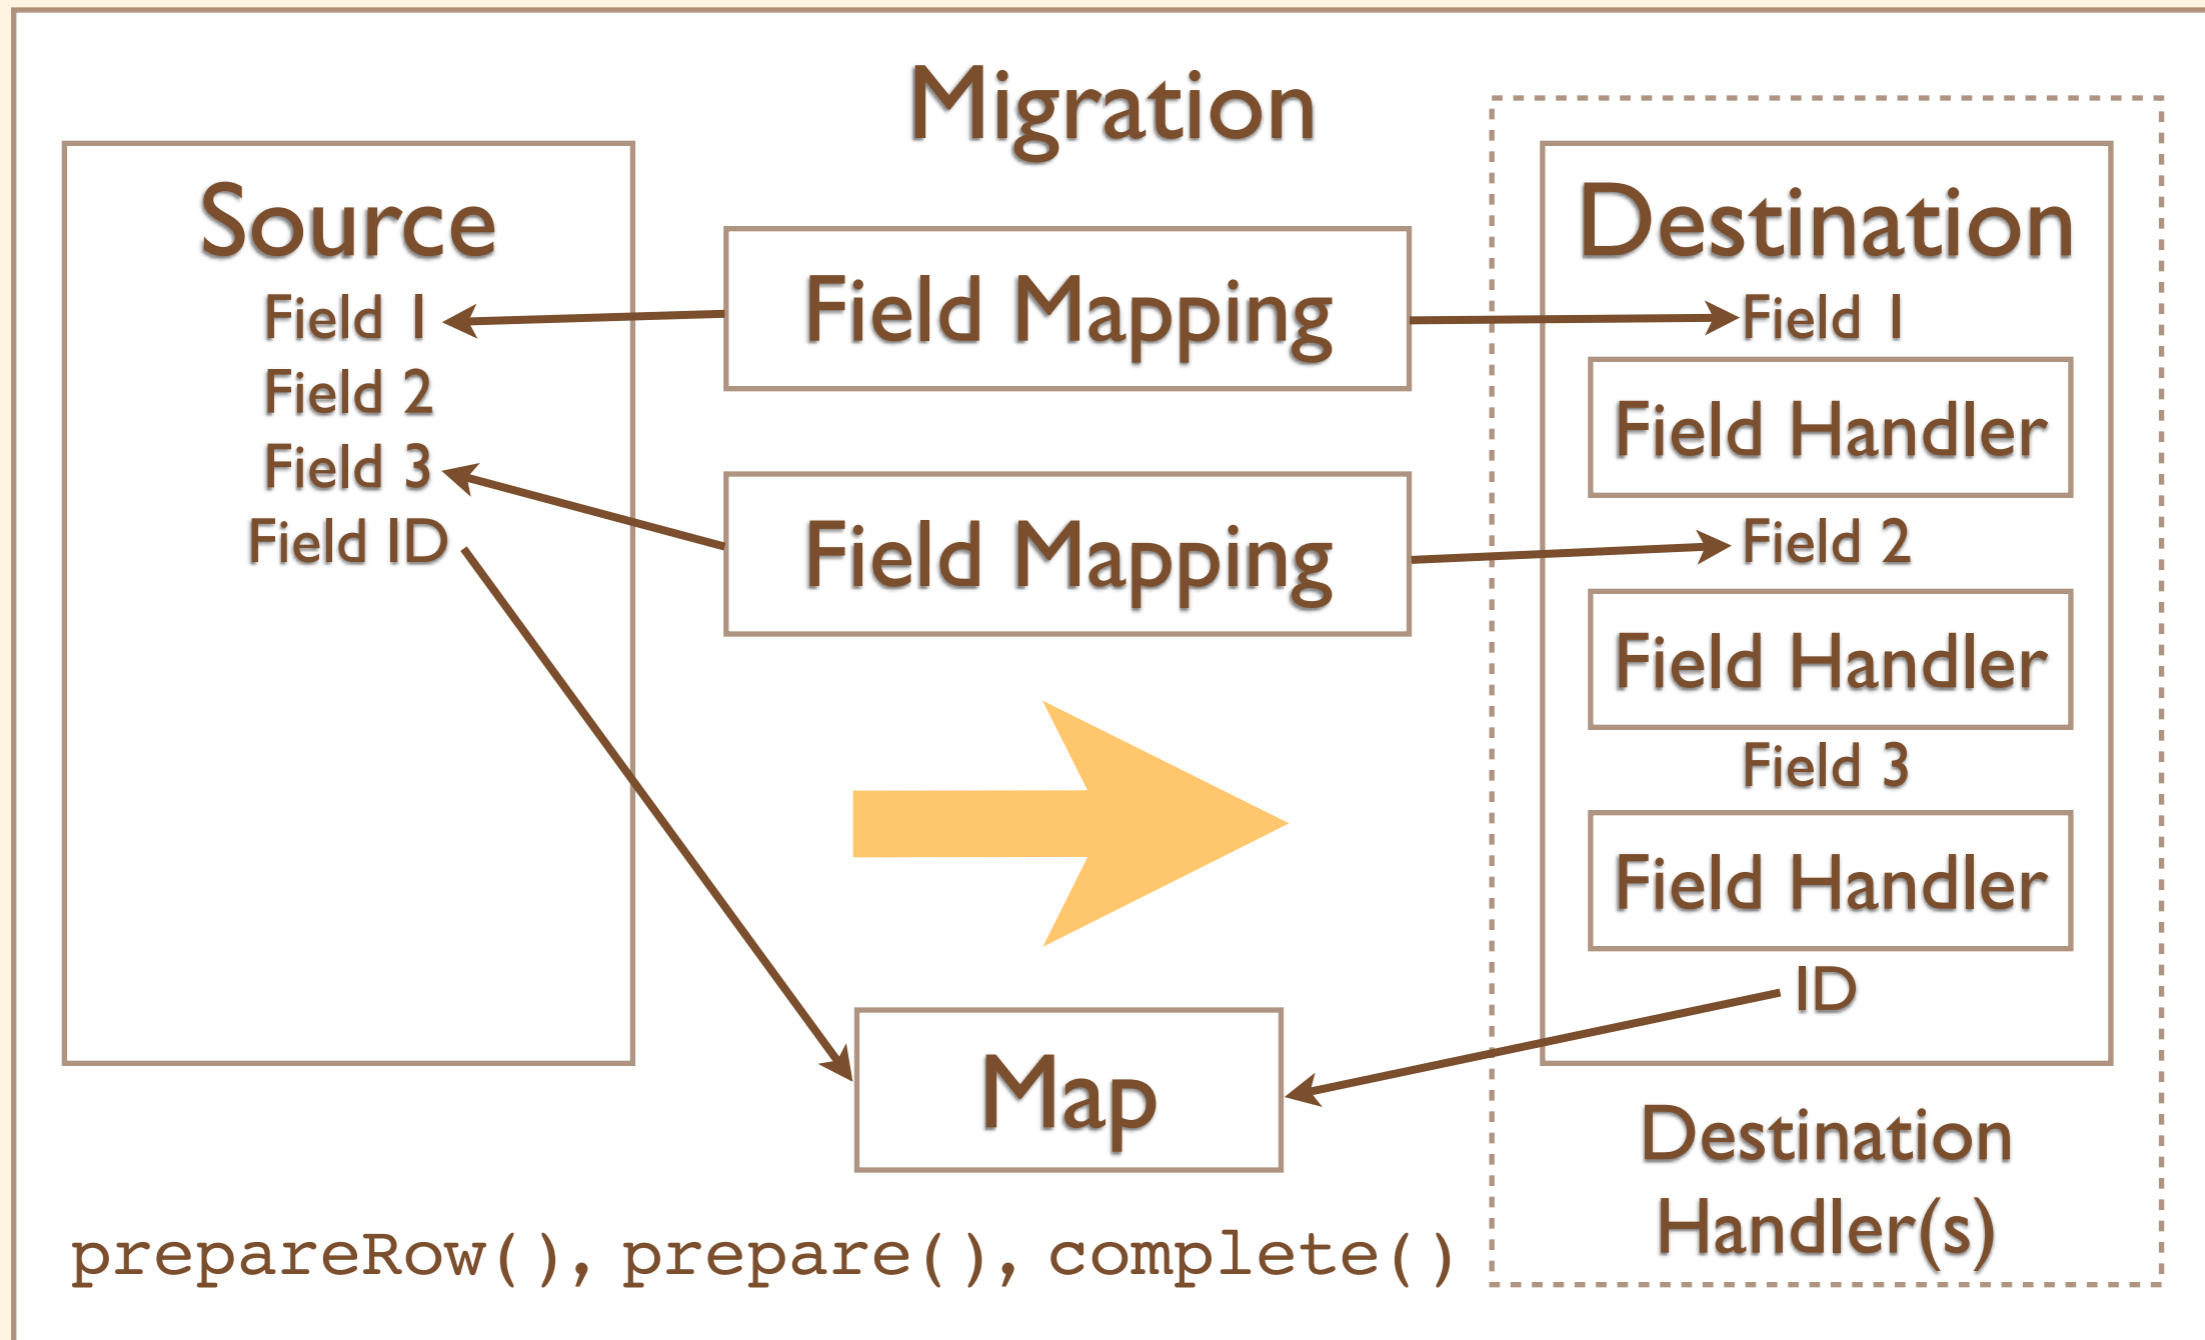 Migration
Source
Field 1
Field 2
Field 3
Field ID
Field Mapping
Field Mapping
Map
Destination
Field 1
Field Handler
Field 2
Field Handler
Field 3
Field Handler
ID
Destination
Handler(s)
prepareRow(), prepare(), complete()